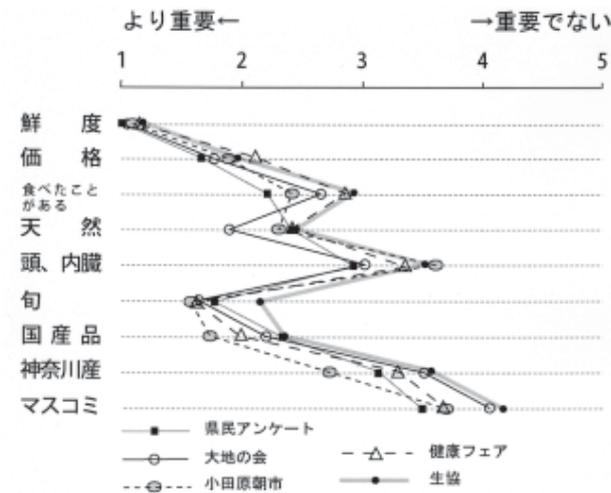 より重要← →重要でない
1 2 3 4 5
鮮 度
価 格
食べたこと
がある
天 然
頭、内臓
旬
国産品
神奈川産
マスコミ
県民アンケート
大地の会
小田原朝市
健康フェア
生協